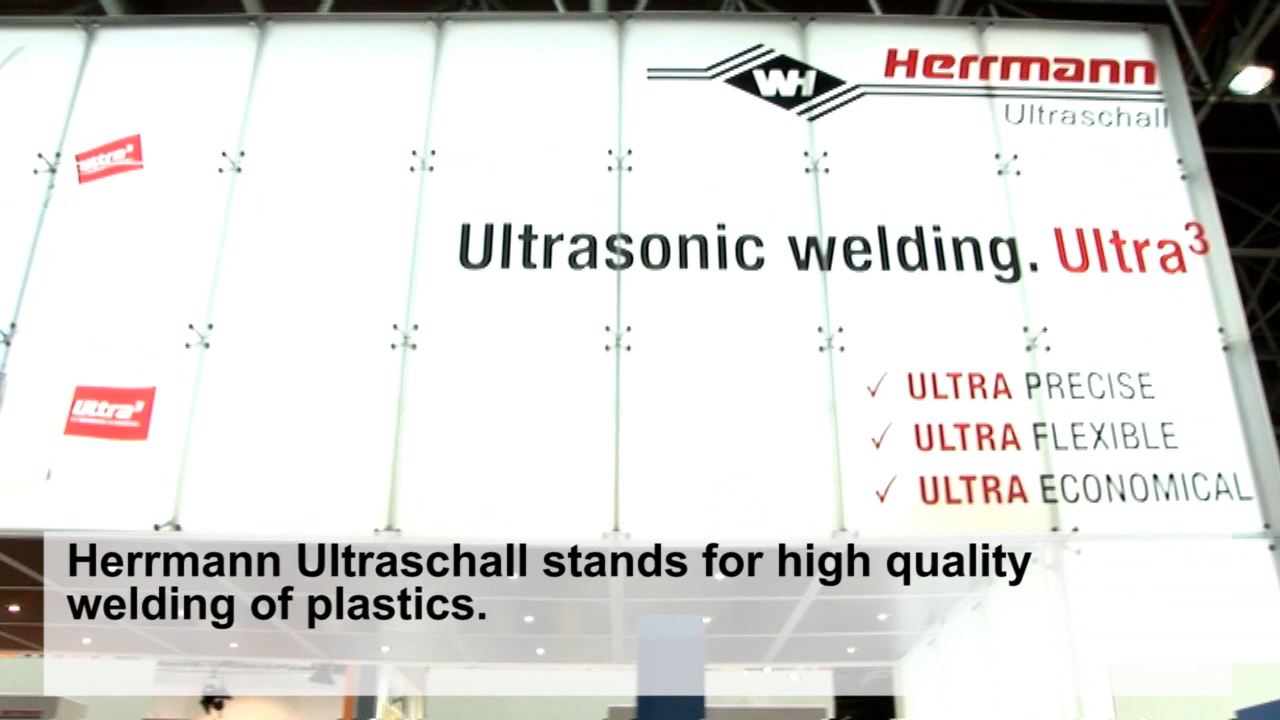 WH Herrmann
Ultraschall
Ultra³
Ultrasonic welding. Ultra³
Ultra³
✓ ULTRA PRECISE
✓ ULTRA FLEXIBLE
✓ ULTRA ECONOMICAL
Herrmann Ultraschall stands for high quality
welding of plastics.